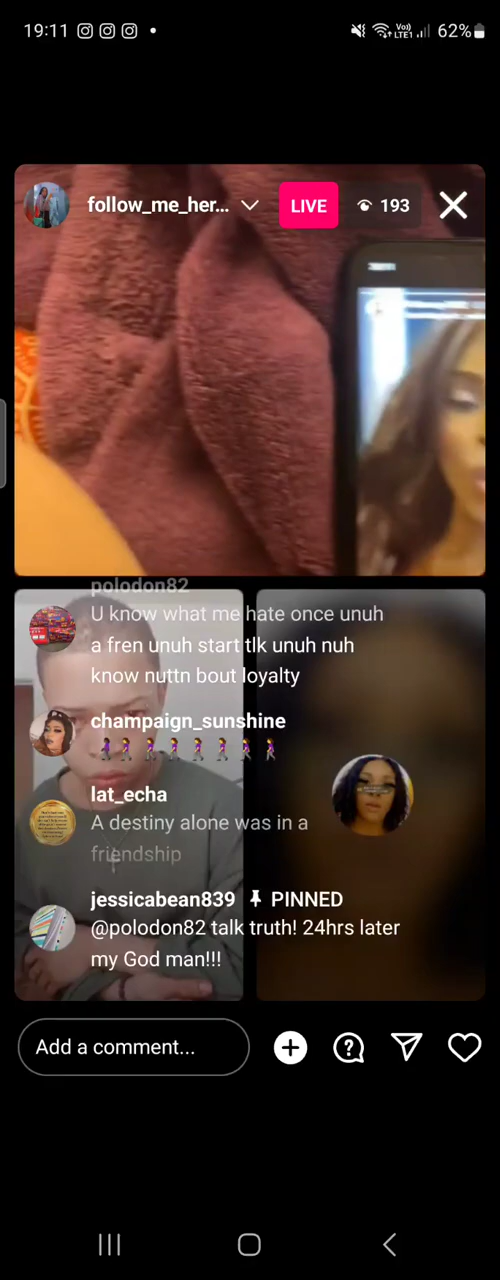 19:11
Vo)) LTE1
62%
follow_me_her...
LIVE
193
polodon82
U know what me hate once unuh
a fren unuh start tlk unuh nuh
know nuttn bout loyalty
champaign_sunshine
🚶🏽‍♀️🚶🏽‍♀️🚶🏽‍♀️🚶🏽‍♀️🚶🏽‍♀️🚶🏽‍♀️🚶🏽‍♀️🚶🏽‍♀️
lat_echa
A destiny alone was in a
friendship
jessicabean839 📌 PINNED
@polodon82 talk truth! 24hrs later
my God man!!!
Add a comment...